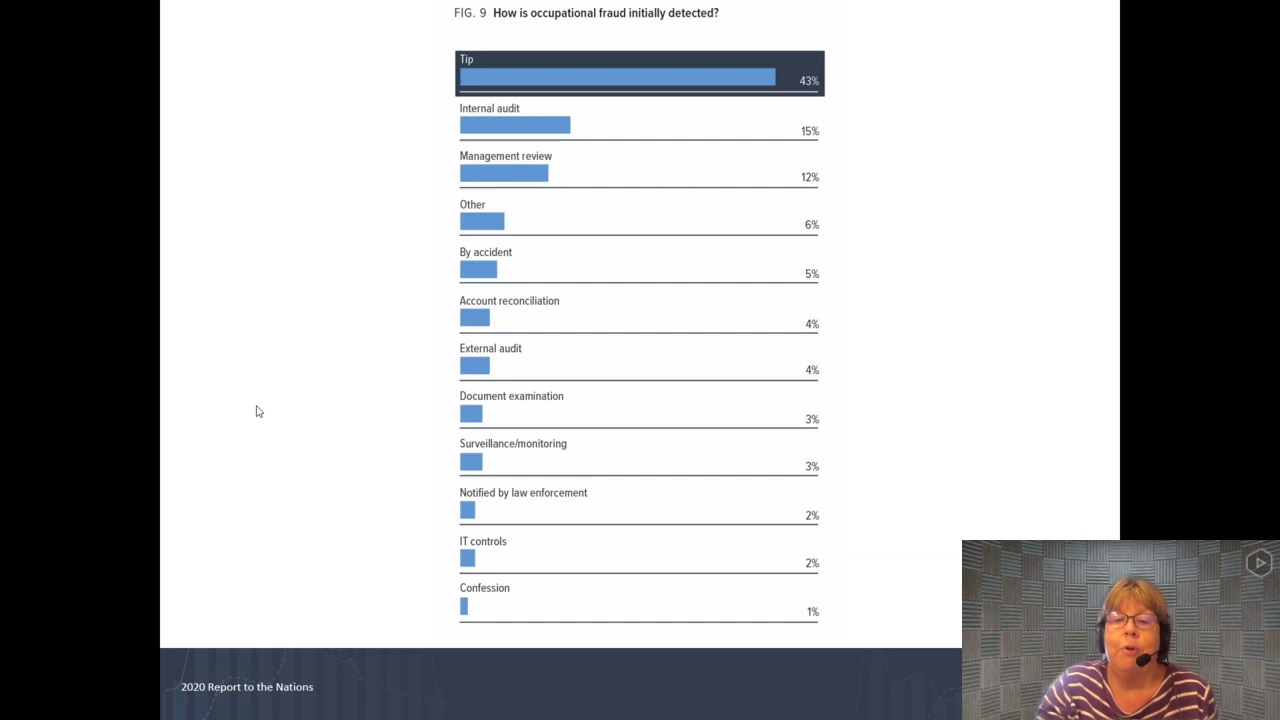 FIG. 9 How is occupational fraud initially detected?
Tip
43%
Internal audit
15%
Management review
12%
Other
6%
By accident
5%
Account reconciliation
4%
External audit
4%
Document examination
3%
Surveillance/monitoring
3%
Notified by law enforcement
2%
IT controls
2%
Confession
1%
2020 Report to the Nations